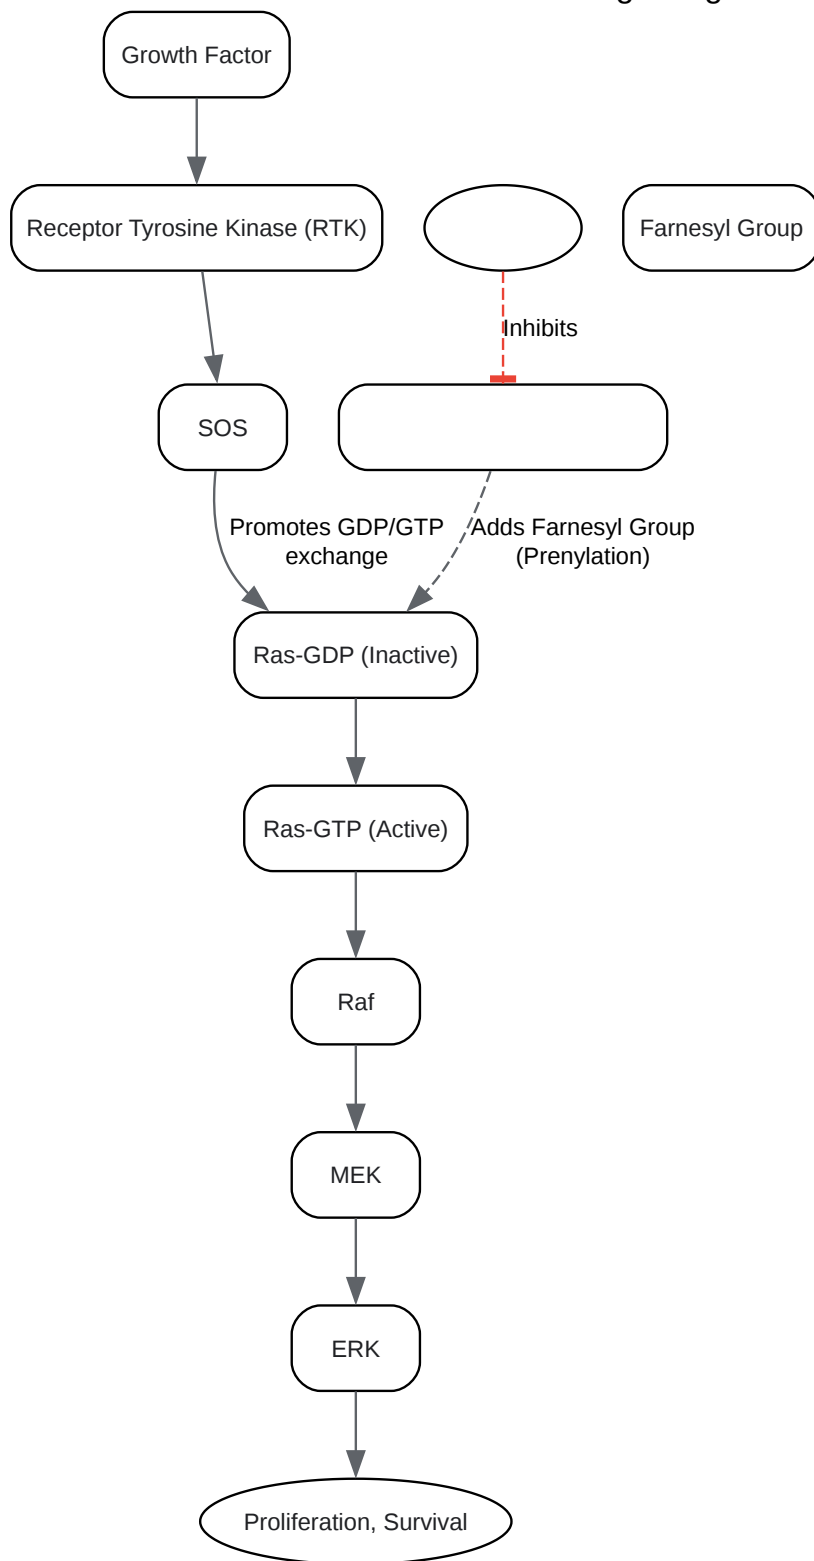 Growth Factor
Receptor Tyrosine Kinase (RTK)
Farnesyl Group
Inhibits
SOS
Promotes GDP/GTP
exchange
Adds Farnesyl Group
(Prenylation)
Ras-GDP (Inactive)
Ras-GTP (Active)
Raf
MEK
ERK
Proliferation, Survival